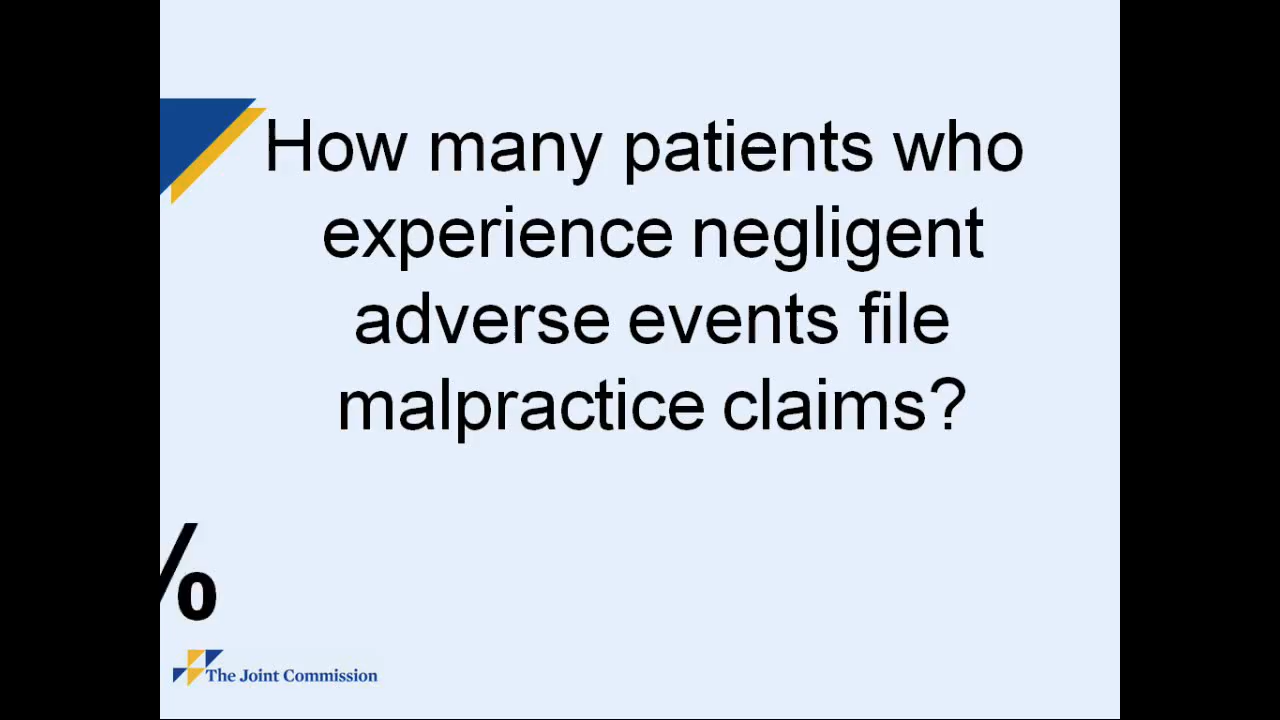 How many patients who
experience negligent
adverse events file
malpractice claims?
%
The Joint Commission